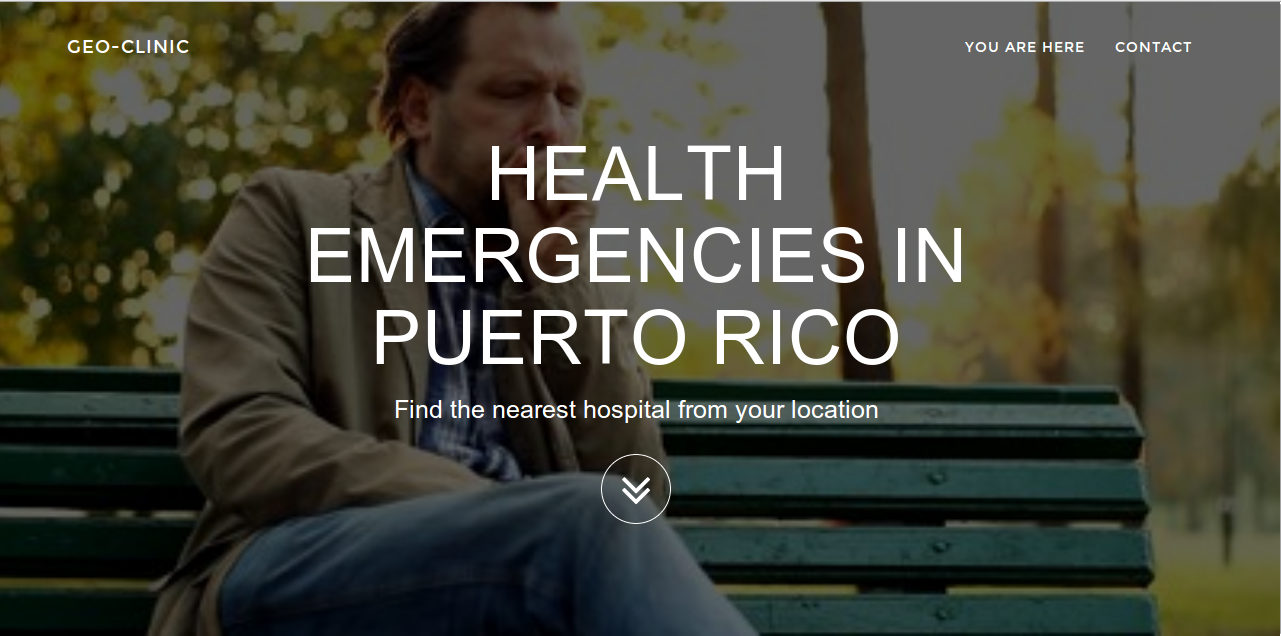 GEO-CLINIC
YOU ARE HERE
CONTACT
HEALTH
EMERGENCIES IN
PUERTO RICO
Find the nearest hospital from your location